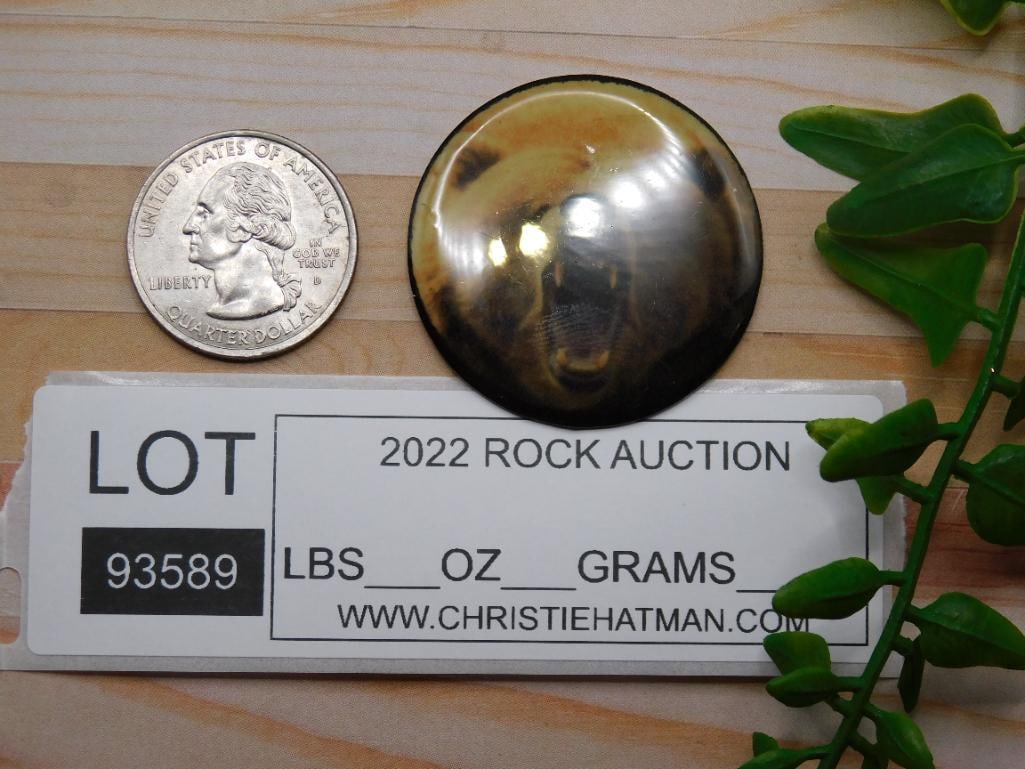 UNITED STATES OF AMERICA
LIBERTY
IN
GOD WE
TRUST
D
QUARTER DOLLAR
LOT
93589
2022 ROCK AUCTION
LBS___OZ___GRAMS__
WWW.CHRISTIEHATMAN.COM